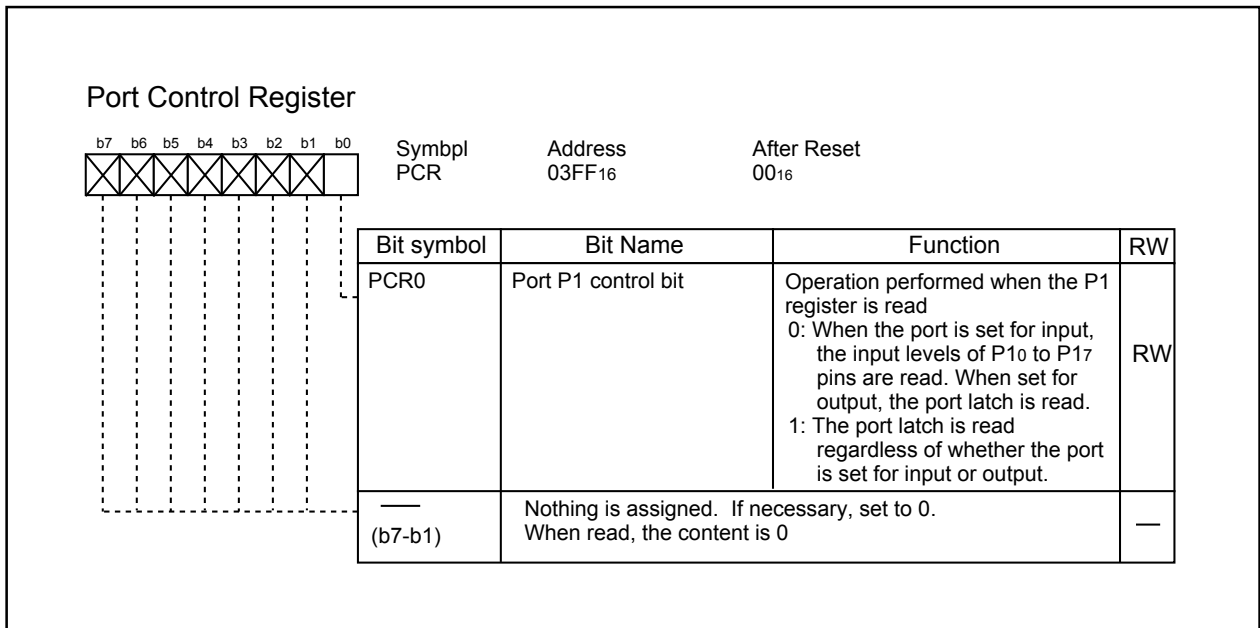 Port Control Register
b7 b6 b5 b4 b3 b2 b1 b0
Symbpl Address After Reset
PCR 03FF16 0016
Bit symbol Bit Name Function RW
PCR0 Port P1 control bit Operation performed when the P1
register is read
0: When the port is set for input,
the input levels of P10 to P17
pins are read. When set for
output, the port latch is read.
1: The port latch is read
regardless of whether the port
is set for input or output.
RW
— Nothing is assigned. If necessary, set to 0.
(b7-b1) When read, the content is 0
—